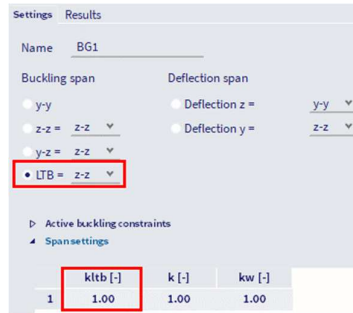 Settings Results
Name BG1
Buckling span Deflection span
y-y Deflection z = y-y
z-z = z-z Deflection y = z-z
y-z = z-z
LTB = z-z
Active buckling constraints
Span settings
kltb [-] k [-] kw [-]
1 1.00 1.00 1.00